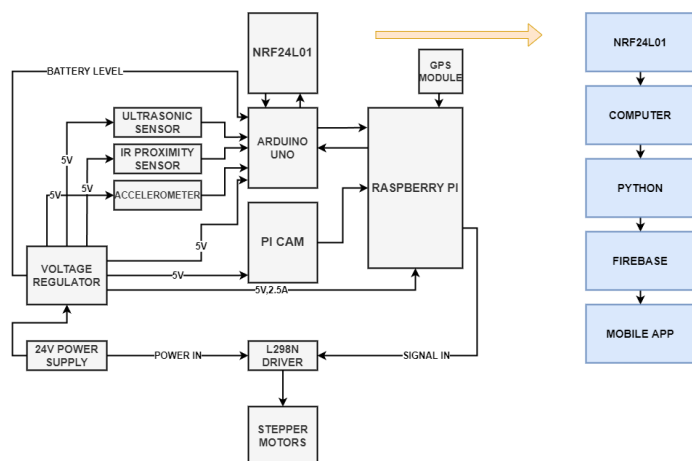 NRF24L01
GPS
MODULE
BATTERY LEVEL
ULTRASONIC
SENSOR
5V
IR PROXIMITY
SENSOR
5V
5V
ACCELEROMETER
ARDUINO
UNO
RASPBERRY PI
PI CAM
5V
VOLTAGE
REGULATOR
5V
5V,2.5A
24V POWER
SUPPLY
POWER IN
L298N
DRIVER
SIGNAL IN
STEPPER
MOTORS
NRF24L01
COMPUTER
PYTHON
FIREBASE
MOBILE APP